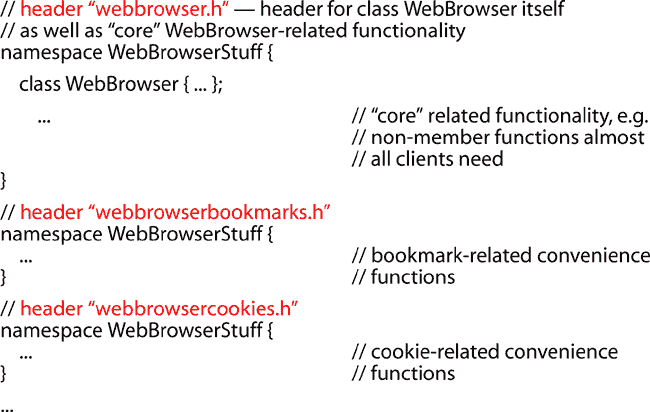 // header “webbrowser.h” — header for class WebBrowser itself
// as well as “core” WebBrowser-related functionality
namespace WebBrowserStuff {
class WebBrowser { ... };
... // “core” related functionality, e.g.
// non-member functions almost
// all clients need
}
// header “webbrowserbookmarks.h”
namespace WebBrowserStuff {
... // bookmark-related convenience
} // functions
// header “webbrowsercookies.h”
namespace WebBrowserStuff {
... // cookie-related convenience
} // functions
...